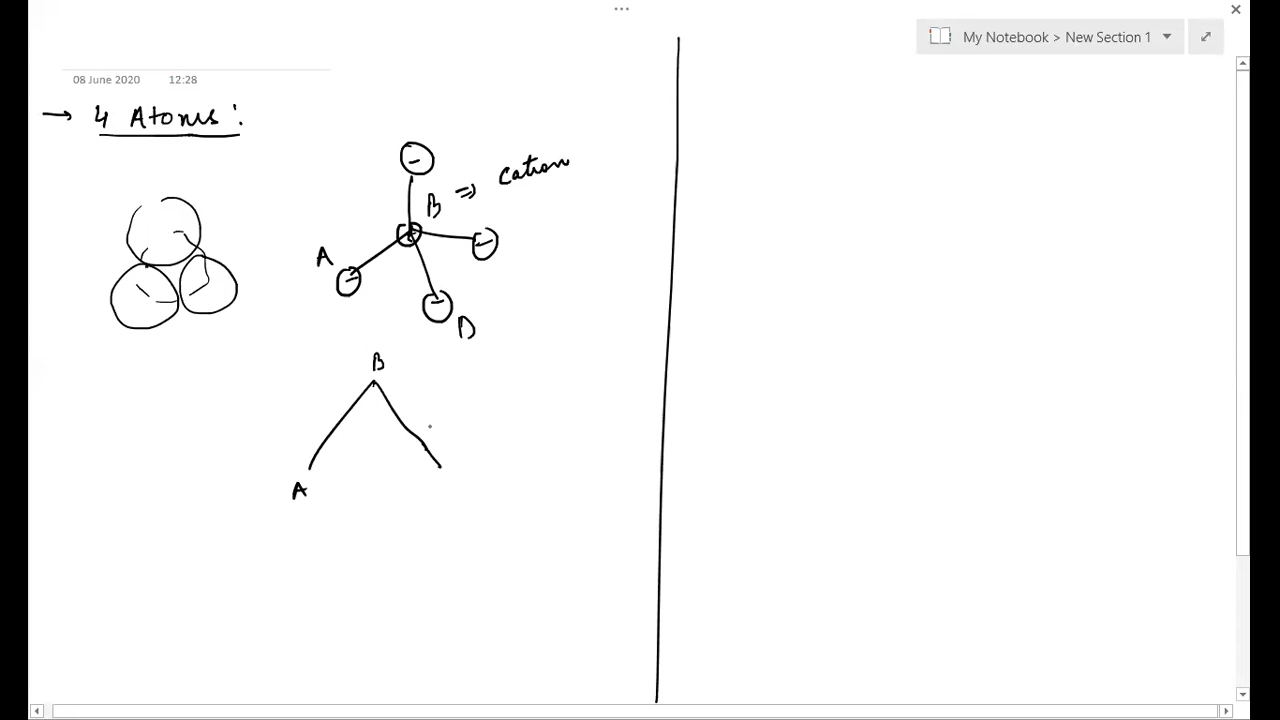 My Notebook > New Section 1
08 June 2020 12:28
→ 4 Atoms :
B ⇒ cation
A
D
B
A